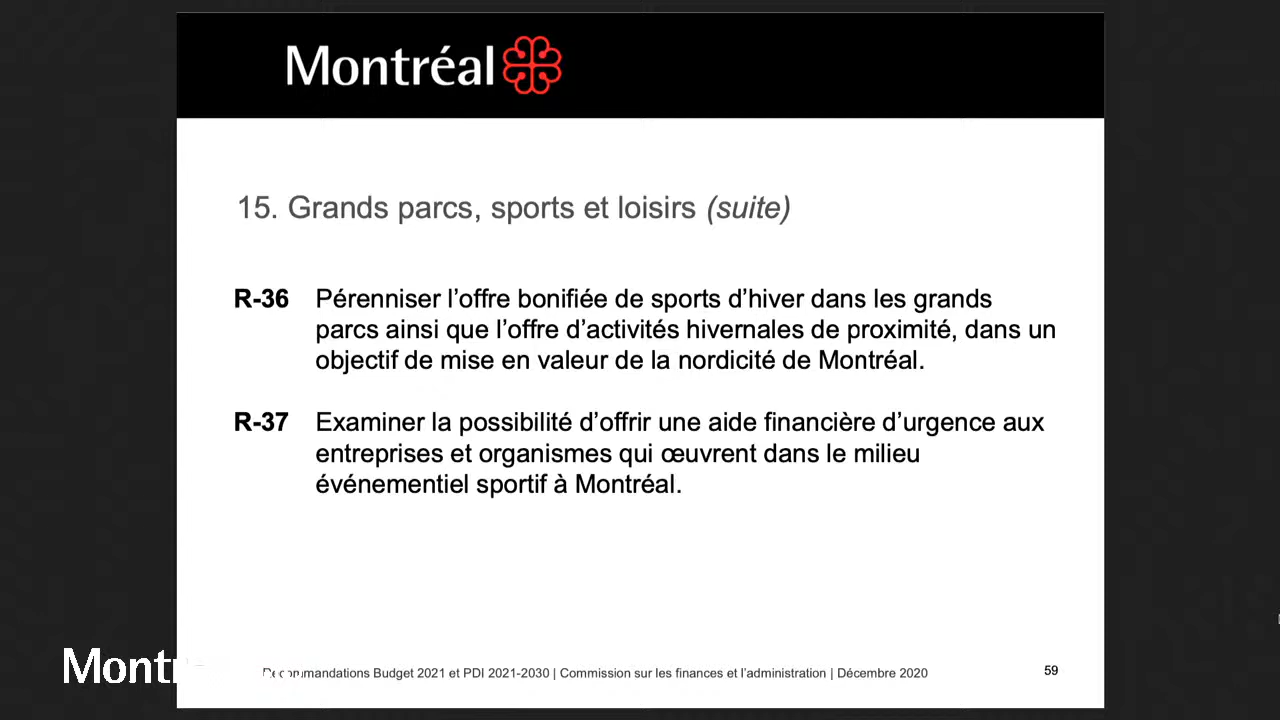 Montréal
15. Grands parcs, sports et loisirs (suite)
R-36 Pérenniser l’offre bonifiée de sports d’hiver dans les grands
parcs ainsi que l’offre d’activités hivernales de proximité, dans un
objectif de mise en valeur de la nordicité de Montréal.
R-37 Examiner la possibilité d’offrir une aide financière d’urgence aux
entreprises et organismes qui œuvrent dans le milieu
événementiel sportif à Montréal.
Recommandations Budget 2021 et PDI 2021-2030 | Commission sur les finances et l’administration | Décembre 2020
59